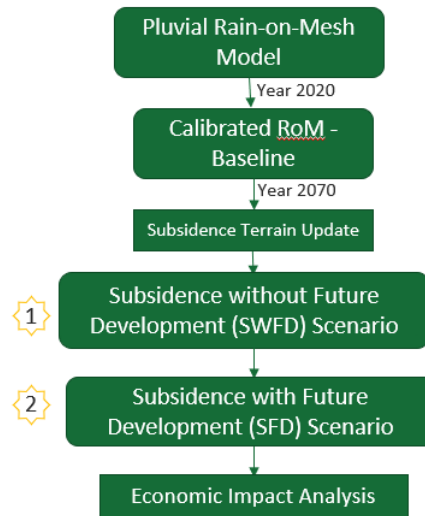 Pluvial Rain-on-Mesh
Model
Year 2020
Calibrated RoM -
Baseline
Year 2070
Subsidence Terrain Update
1
Subsidence without Future
Development (SWFD) Scenario
2
Subsidence with Future
Development (SFD) Scenario
Economic Impact Analysis